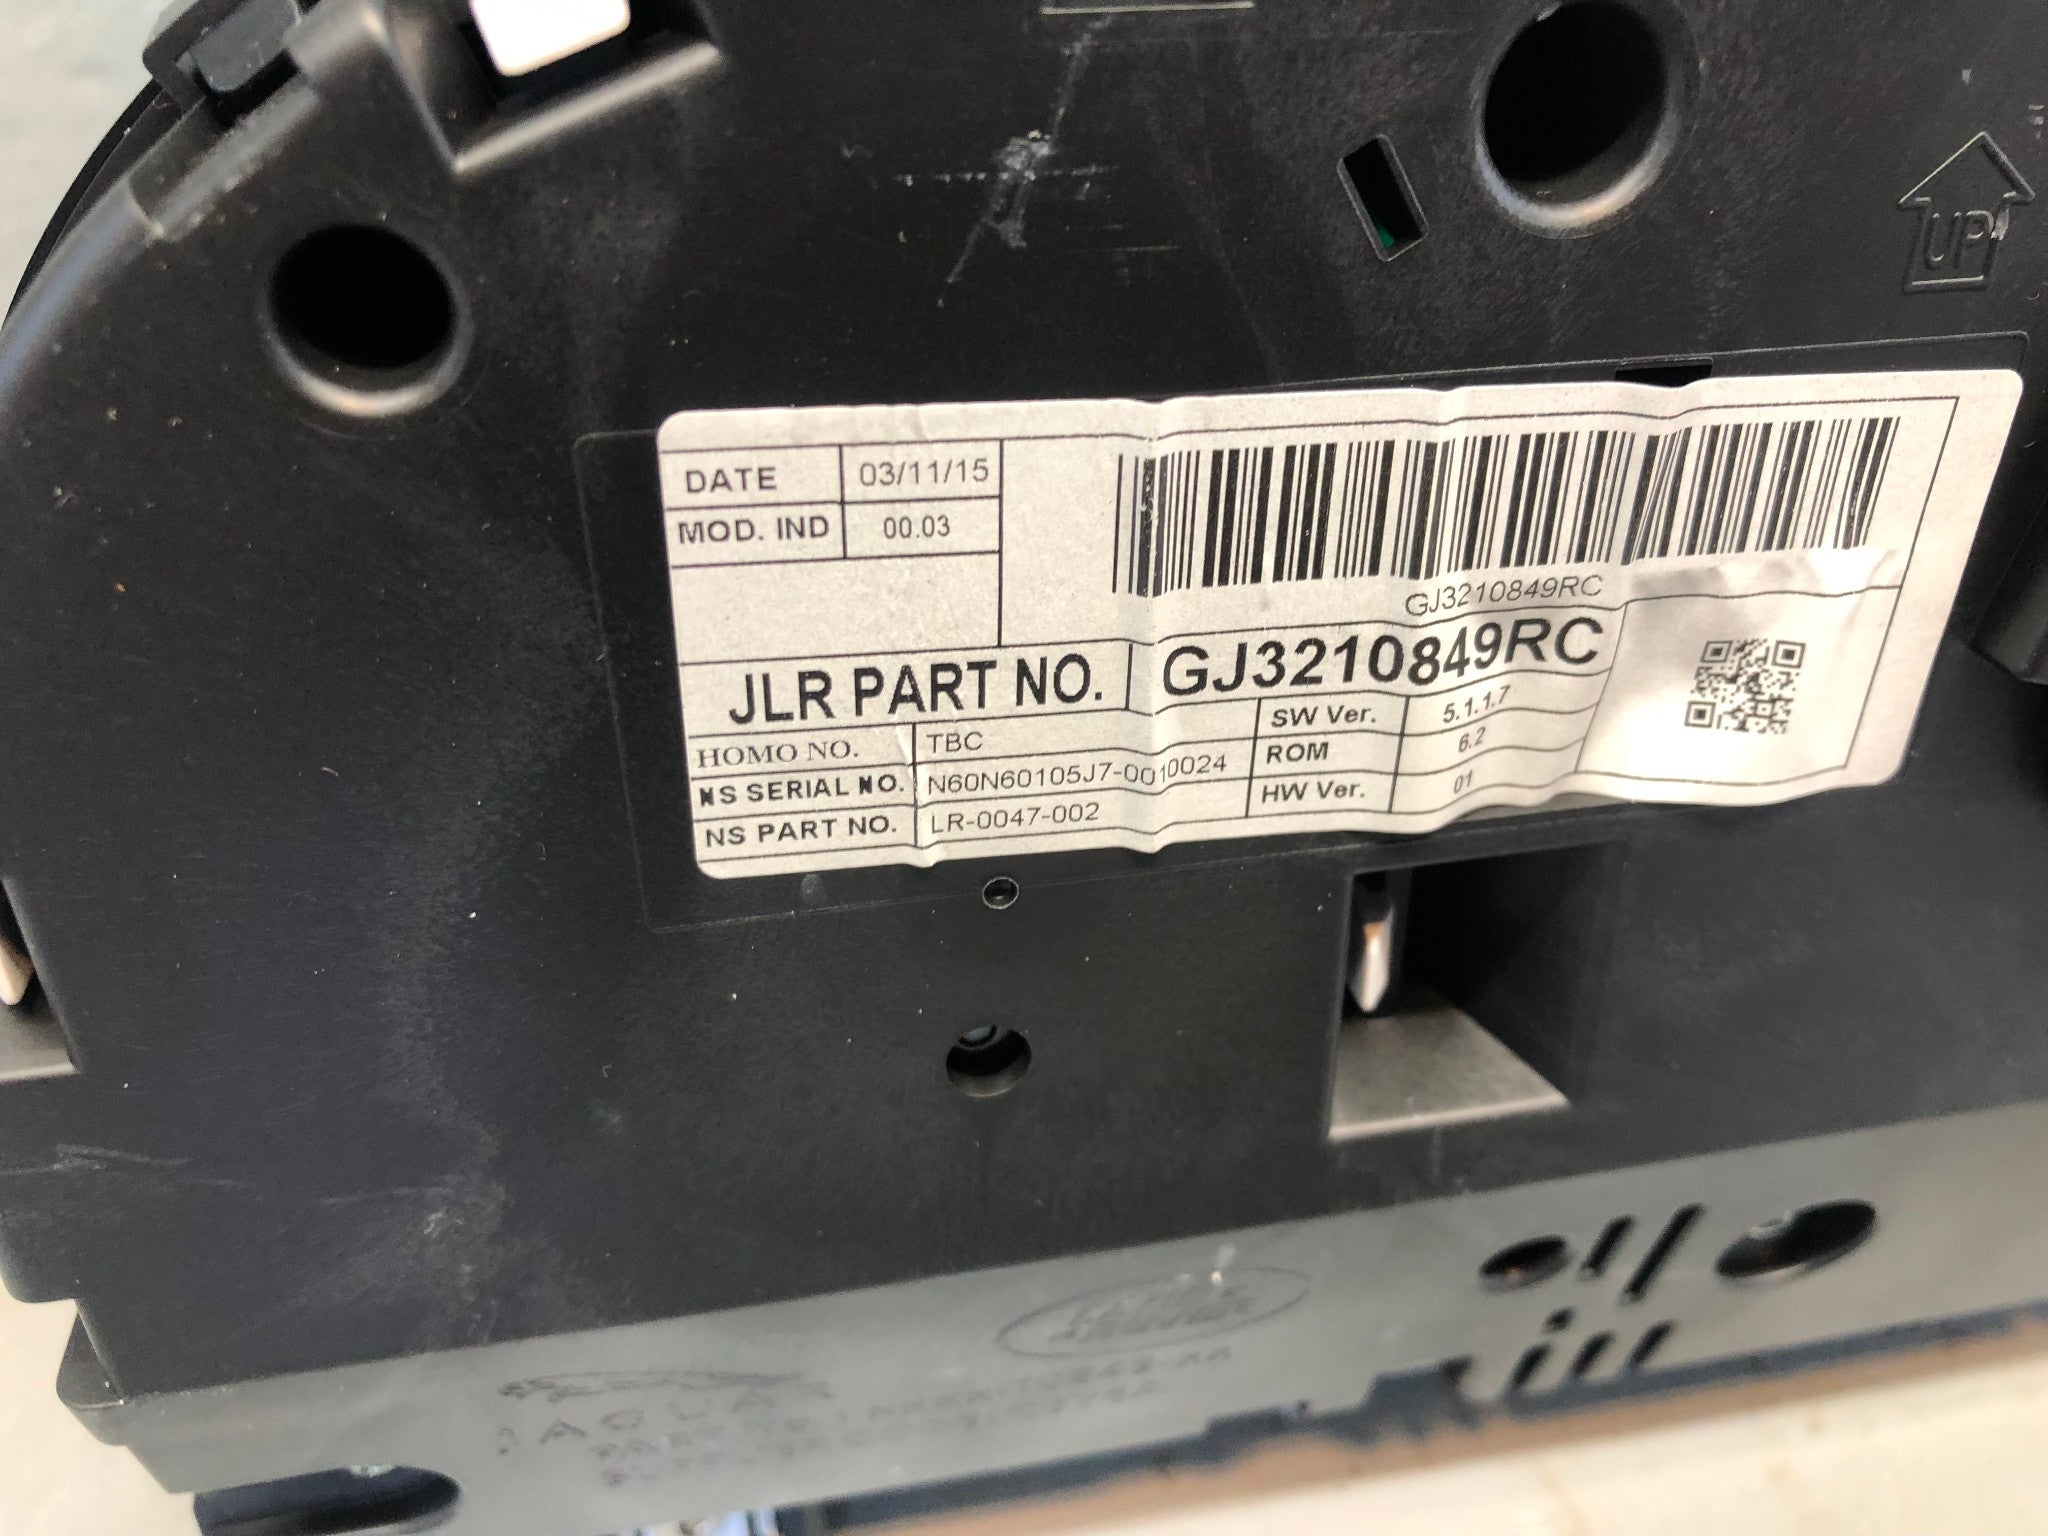 UP
DATE 03/11/15
MOD. IND 00.03
GJ3210849RC
JLR PART NO. GJ3210849RC
HOMO NO. TBC
NS SERIAL NO. N60N60105J7-0010024
NS PART NO. LR-0047-002
SW Ver. 5.1.1.7
ROM 6.2
HW Ver. 01
JAGUAR